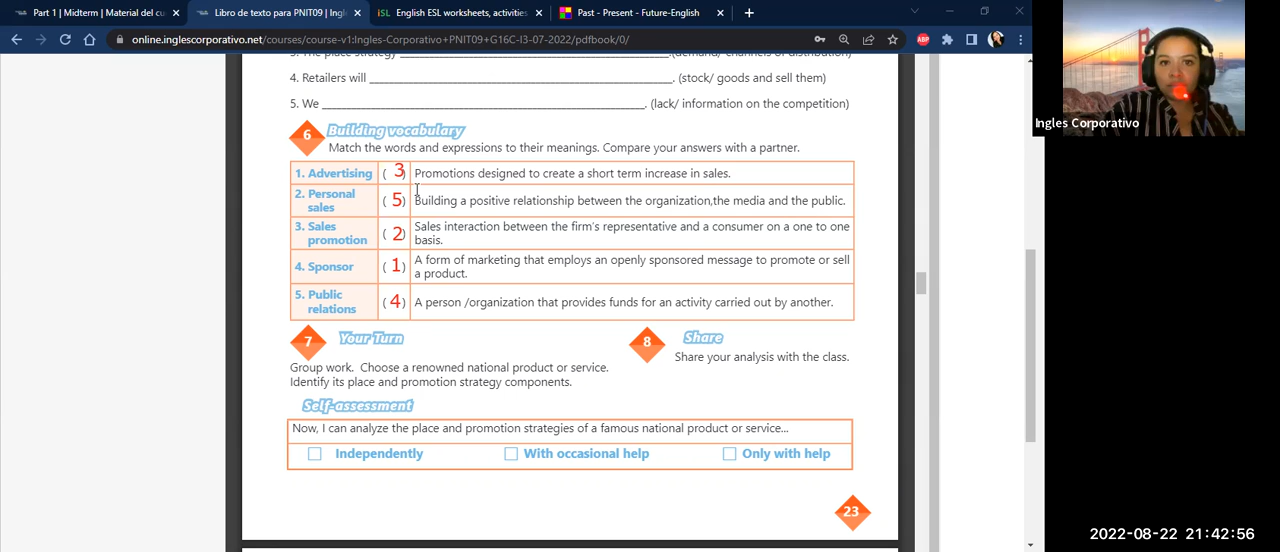 Part 1 | Midterm | Material del cu
Libro de texto para PNIT09 | Ingl
English ESL worksheets, activities
Past - Present - Future-English
online.inglescorporativo.net/courses/course-v1:Ingles-Corporativo+PNIT09+G16C-I3-07-2022/pdfbook/0/
3. The place strategy (demand/ channels of distribution)
4. Retailers will . (stock/ goods and sell them)
5. We . (lack/ information on the competition)
6 Building vocabulary
Match the words and expressions to their meanings. Compare your answers with a partner.
1. Advertising ( 3 ) Promotions designed to create a short term increase in sales.
2. Personal sales ( 5 ) Building a positive relationship between the organization,the media and the public.
3. Sales promotion ( 2 ) Sales interaction between the firm's representative and a consumer on a one to one
basis.
4. Sponsor ( 1 ) A form of marketing that employs an openly sponsored message to promote or sell
a product.
5. Public relations ( 4 ) A person /organization that provides funds for an activity carried out by another.
7 Your Turn
Group work. Choose a renowned national product or service.
Identify its place and promotion strategy components.
8 Share
Share your analysis with the class.
Self-assessment
Now, I can analyze the place and promotion strategies of a famous national product or service...
Independently
With occasional help
Only with help
23
Ingles Corporativo
ABP
2022-08-22 21:42:56